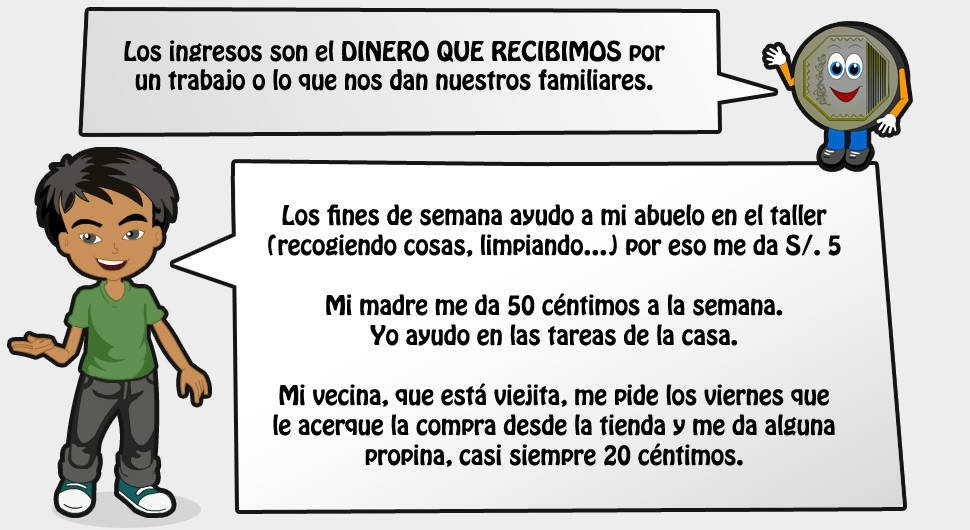 Los ingresos son el DINERO QUE RECIBIMOS por
un trabajo o lo que nos dan nuestros familiares.
Los fines de semana ayudo a mi abuelo en el taller
(recogiendo cosas, limpiando...) por eso me da S/. 5
Mi madre me da 50 céntimos a la semana.
Yo ayudo en las tareas de la casa.
Mi vecina, que está viejita, me pide los viernes que
le acerque la compra desde la tienda y me da alguna
propina, casi siempre 20 céntimos.